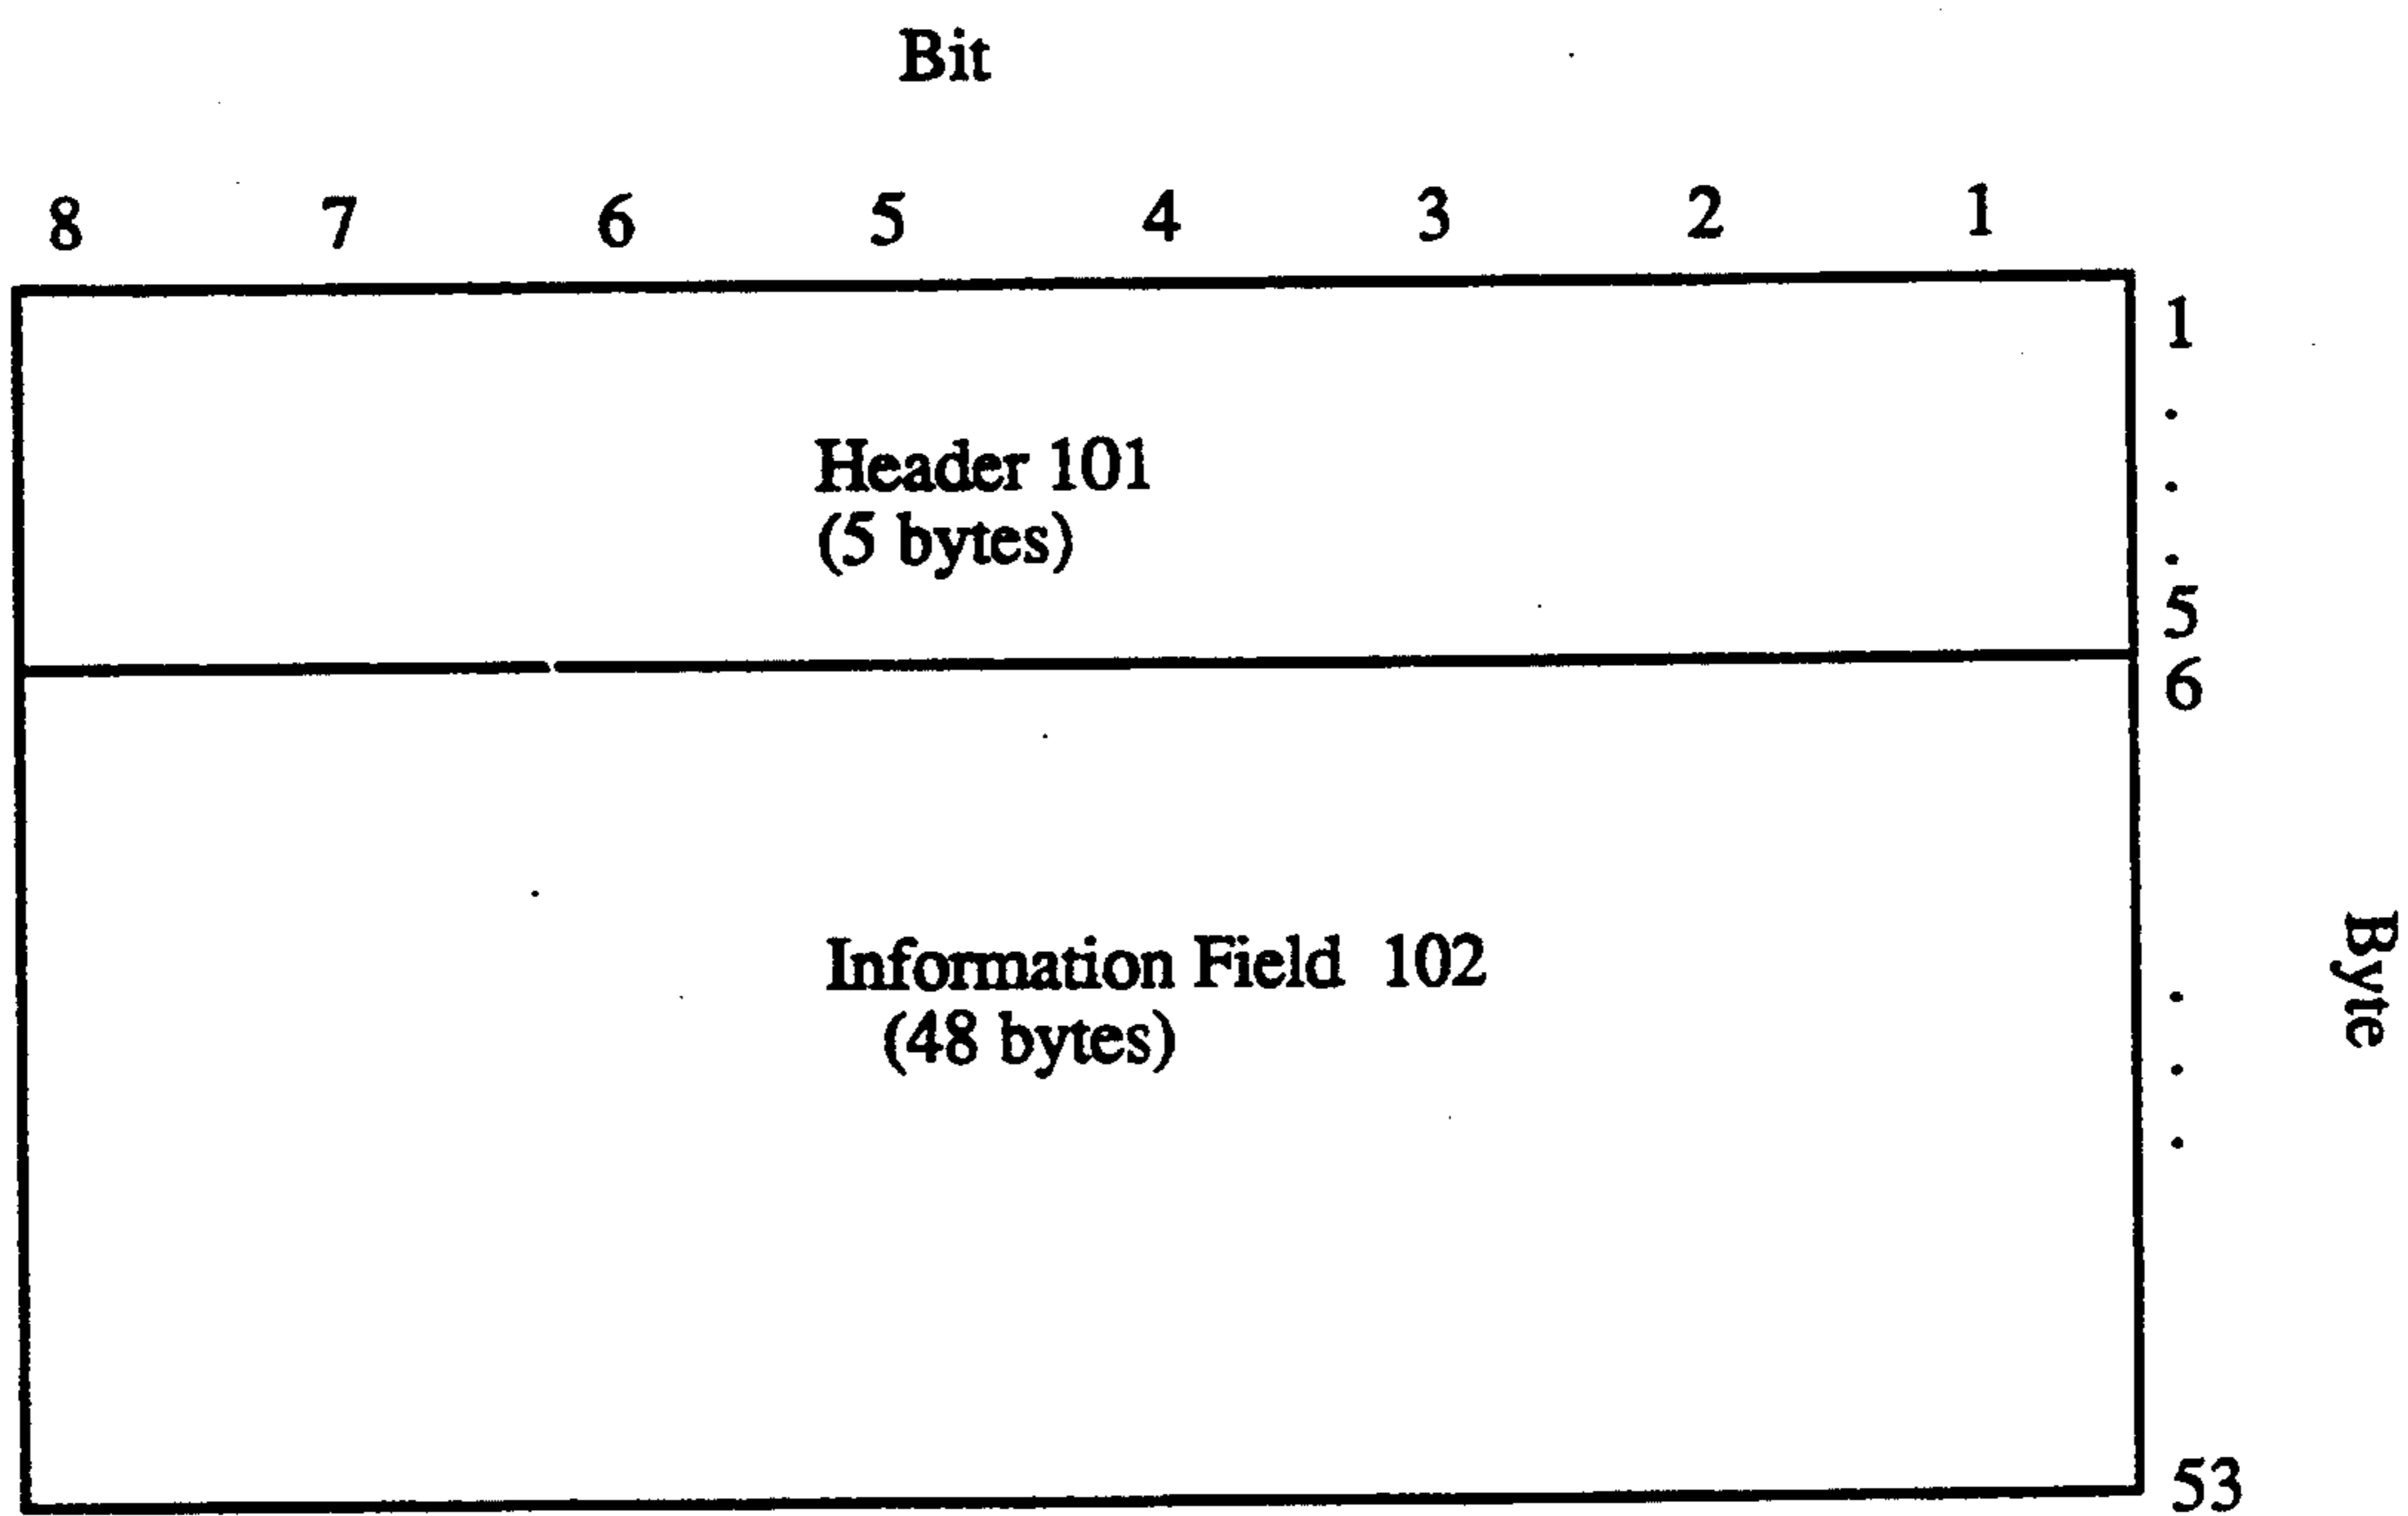 Bit
8 7 6 5 4 3 2 1
1
.
Header 101
.
(5 bytes)
.
5
6
Information Field 102
.
(48 bytes)
.
.
Byte
53